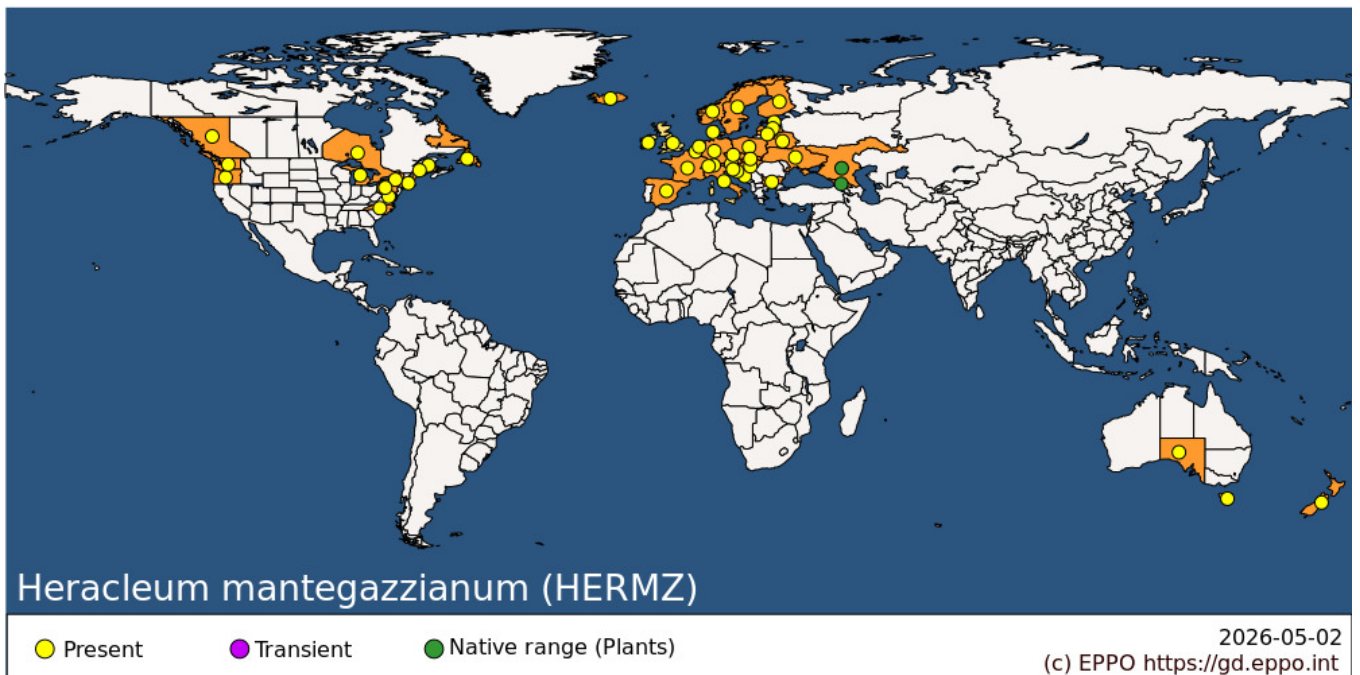 Heracleum mantegazzianum (HERMZ)
Present
Transient
Native range (Plants)
2026-05-02
(c) EPPO https://gd.eppo.int